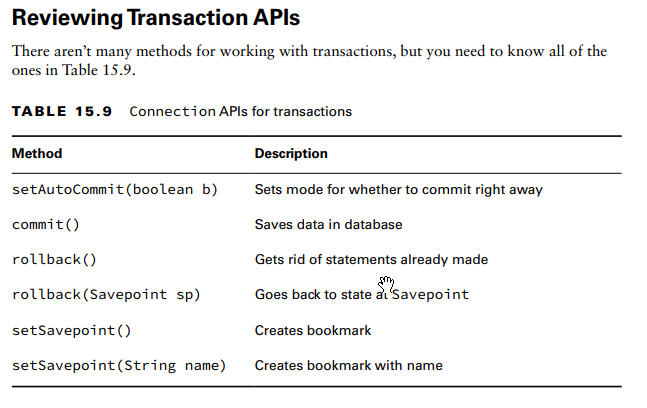 Reviewing Transaction APIs
There aren’t many methods for working with transactions, but you need to know all of the
ones in Table 15.9.
TABLE 15.9 Connection APIs for transactions
Method Description
setAutoCommit(boolean b) Sets mode for whether to commit right away
commit() Saves data in database
rollback() Gets rid of statements already made
rollback(Savepoint sp) Goes back to state at Savepoint
setSavepoint() Creates bookmark
setSavepoint(String name) Creates bookmark with name